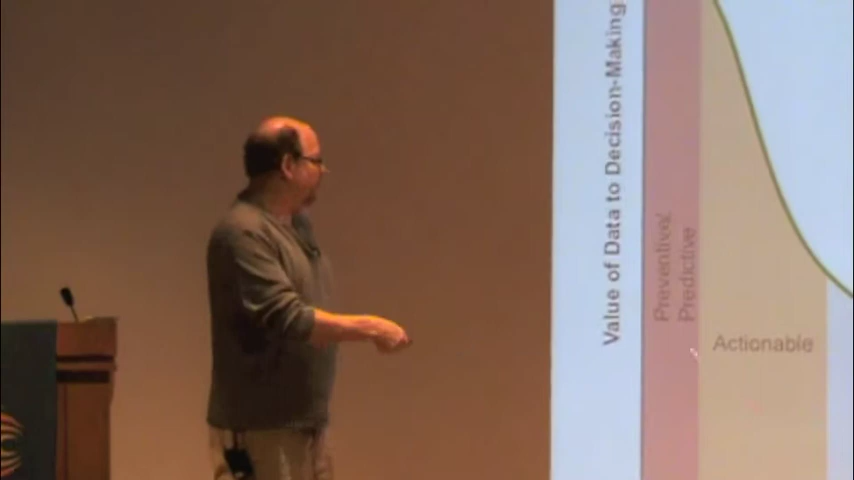 Value of Data to Decision-Making
Preventive/
Predictive
Actionable